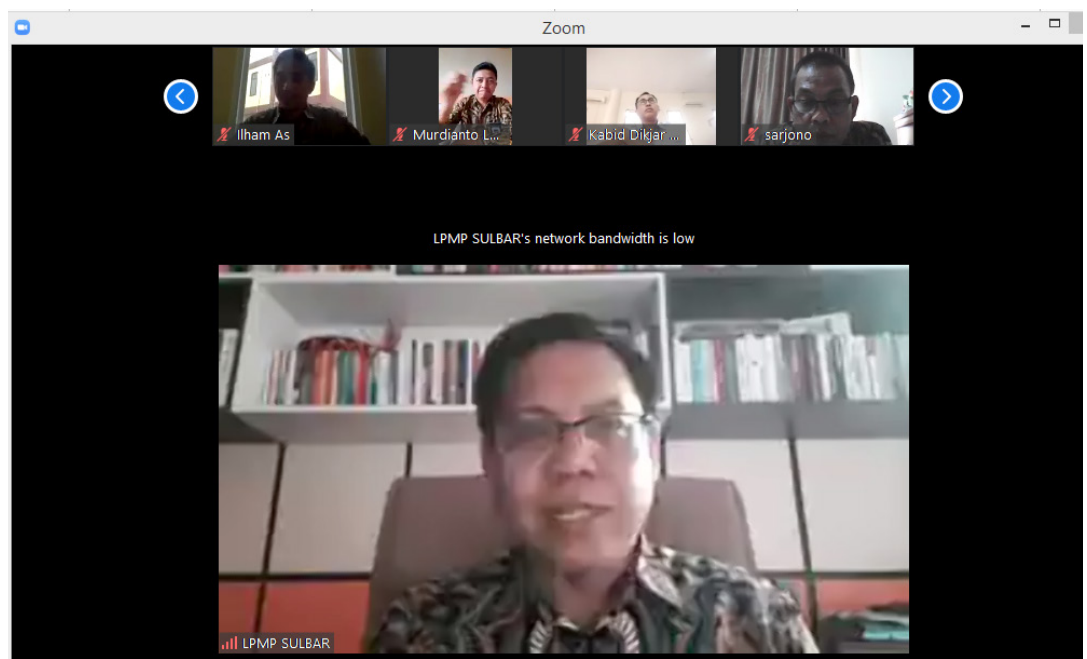 Zoom
Ilham As
Murdianto L...
Kabid Dikjar ...
sarjono
LPMP SULBAR's network bandwidth is low
LPMP SULBAR